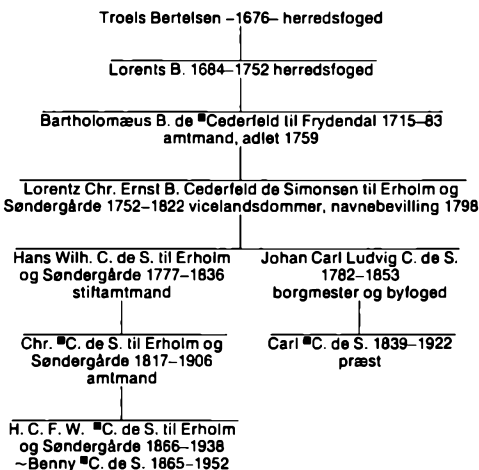 Troels Bertelsen –1676– herredsfoged
Lorents B. 1684–1752 herredsfoged
Bartholomæus B. de ■Cederfeld til Frydendal 1715–83
amtmand, adlet 1759
Lorentz Chr. Ernst B. Cederfeld de Simonsen til Erholm og
Søndergårde 1752–1822 vicelandsdommer, navnebevilling 1798
Hans Wilh. C. de S. til Erholm
og Søndergårde 1777–1836
stiftamtmand
Johan Carl Ludvig C. de S.
1782–1853
borgmester og byfoged
Chr. ■C. de S. til Erholm og
Søndergårde 1817–1906
amtmand
Carl ■C. de S. 1839–1922
præst
H. C. F. W. ■C. de S. til Erholm
og Søndergårde 1866–1938
~Benny ■C. de S. 1865–1952